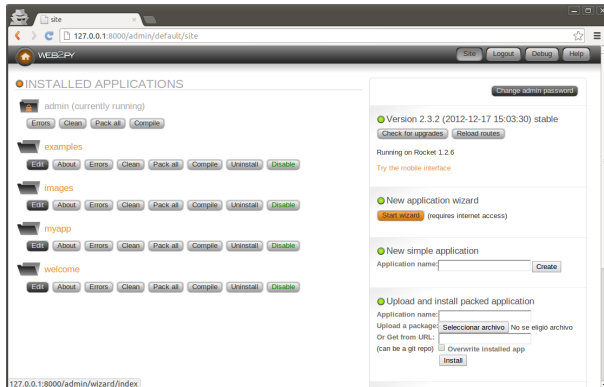 site
127.0.0.1:8000/admin/default/site
WEB2PY
Site Logout Debug Help
INSTALLED APPLICATIONS
admin (currently running)
Errors Clean Pack all Compile
examples
Edit About Errors Clean Pack all Compile Uninstall Disable
images
Edit About Errors Clean Pack all Compile Uninstall Disable
myapp
Edit About Errors Clean Pack all Compile Uninstall Disable
welcome
Edit About Errors Clean Pack all Compile Uninstall Disable
Change admin password
Version 2.3.2 (2012-12-17 15:03:30) stable
Check for upgrades Reload routes
Running on Rocket 1.2.6
Try the mobile interface
New application wizard
Start wizard (requires internet access)
New simple application
Application name: Create
Upload and install packed application
Application name:
Upload a package: Seleccionar archivo No se eligió archivo
Or Get from URL:
(can be a git repo) Overwrite installed app
Install
127.0.0.1:8000/admin/wizard/index